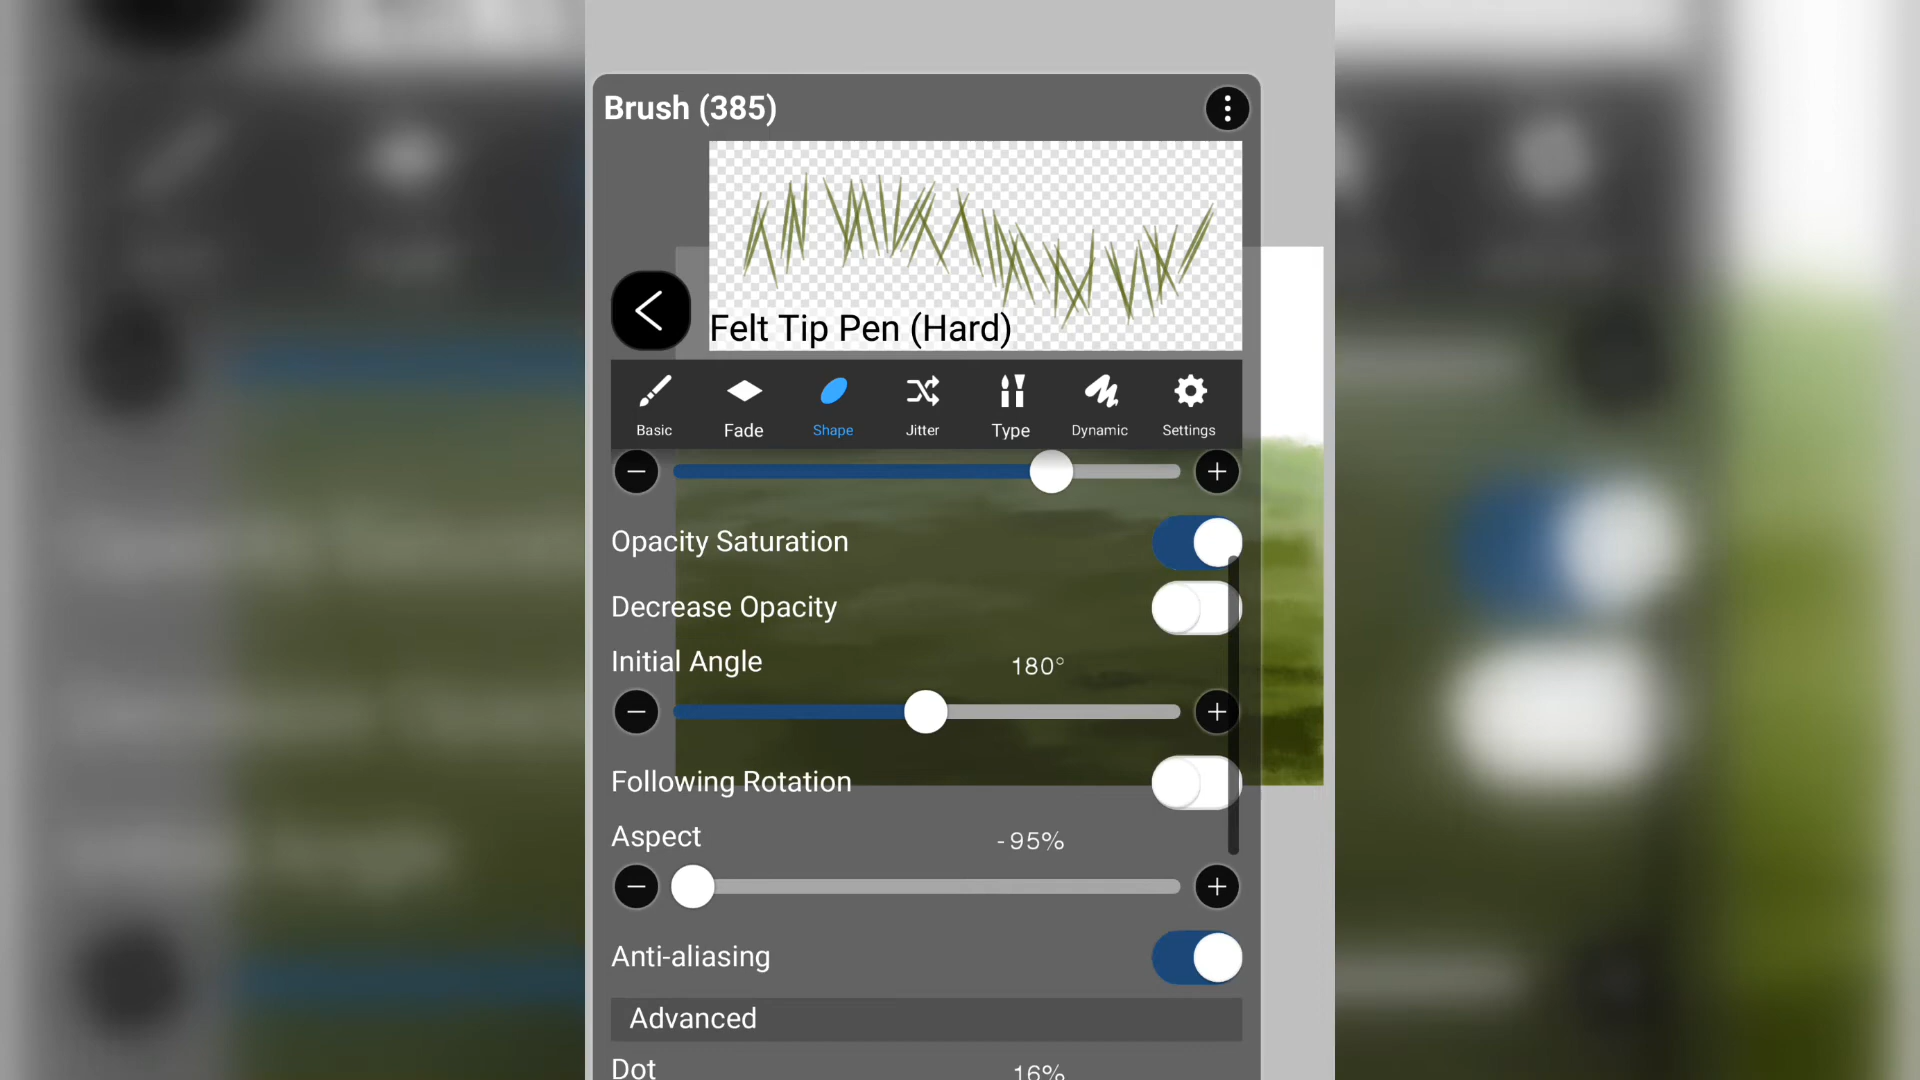 Brush (385)
Felt Tip Pen (Hard)
Basic
Fade
Shape
Jitter
Type
Dynamic
Settings
Opacity Saturation
Decrease Opacity
Initial Angle 180°
Following Rotation
Aspect -95%
Anti-aliasing
Advanced
Dot 16%